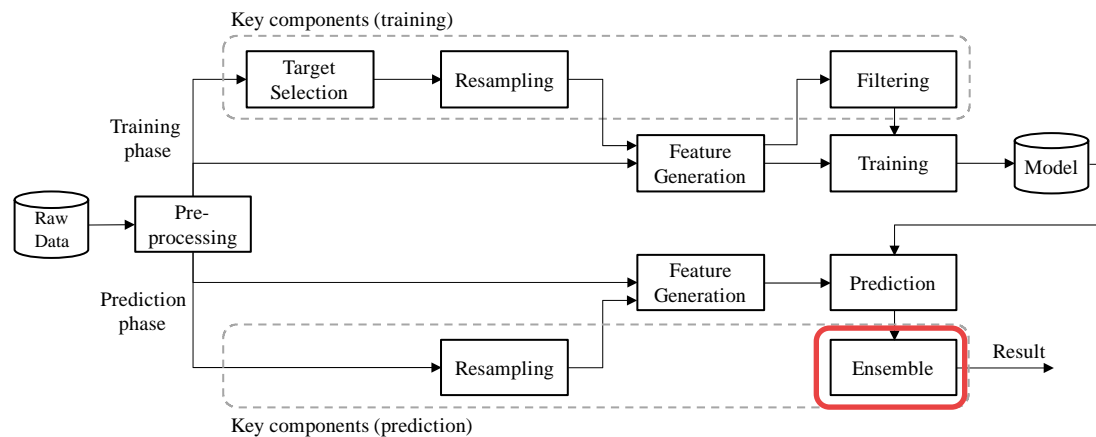 Key components (training)
Target
Selection
Resampling
Filtering
Training
phase
Feature
Generation
Training
Model
Raw
Data
Pre-
processing
Prediction
phase
Feature
Generation
Prediction
Resampling
Ensemble
Result
Key components (prediction)